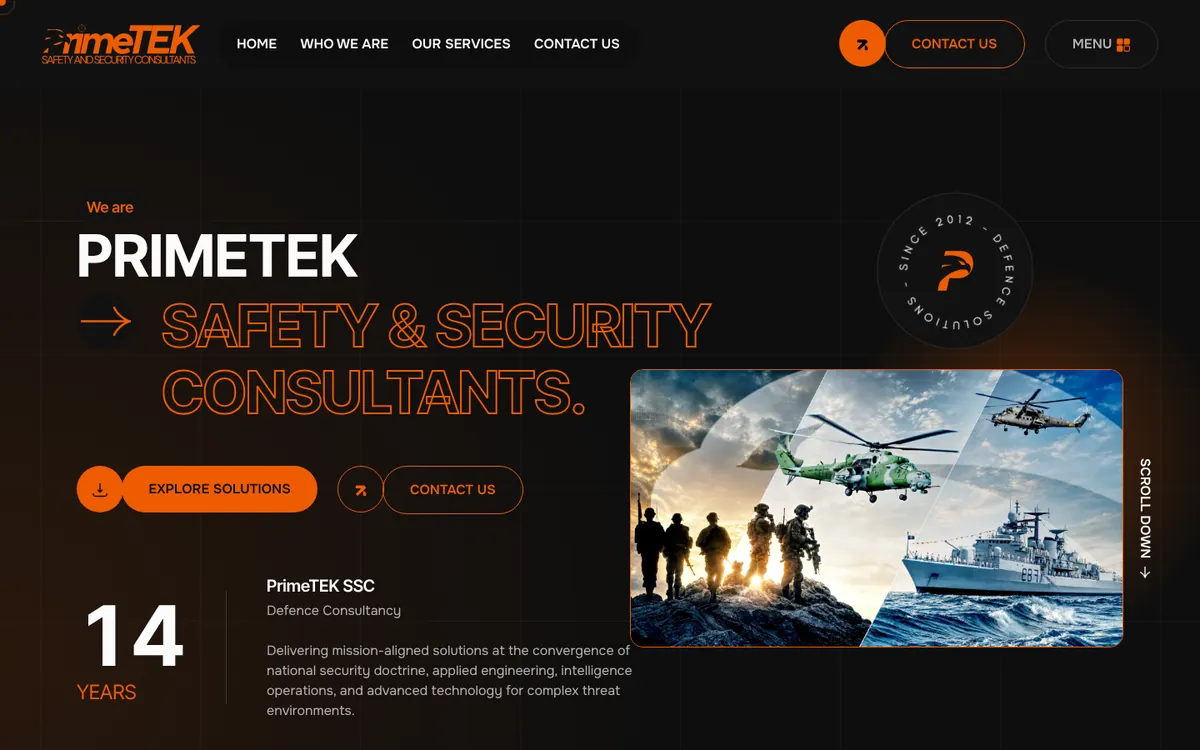 PrimeTEK
SAFETY AND SECURITY CONSULTANTS
HOME
WHO WE ARE
OUR SERVICES
CONTACT US
CONTACT US
MENU
We are
PRIMETEK
SAFETY & SECURITY
CONSULTANTS.
SINCE 2012 - DEFENCE SOLUTIONS -
EXPLORE SOLUTIONS
CONTACT US
SCROLL DOWN
14
YEARS
PrimeTEK SSC
Defence Consultancy
Delivering mission-aligned solutions at the convergence of
national security doctrine, applied engineering, intelligence
operations, and advanced technology for complex threat
environments.